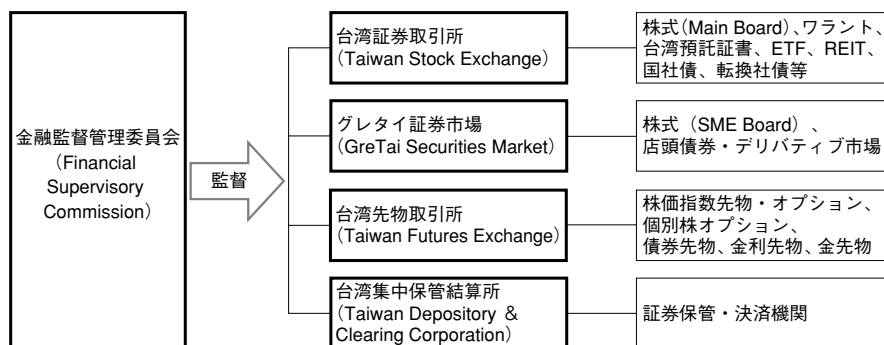 金融監督管理委員会
(Financial
Supervisory
Commission)
監督
台湾証券取引所
(Taiwan Stock Exchange)
株式(Main Board)、ワラント、
台湾預託証書、ETF、REIT、
国社債、転換社債等
グレタイ証券市場
(GreTai Securities Market)
株式（SME Board）、
店頭債券・デリバティブ市場
台湾先物取引所
(Taiwan Futures Exchange)
株価指数先物・オプション、
個別株オプション、
債券先物、金利先物、金先物
台湾集中保管結算所
(Taiwan Depository ＆
Clearing Corporation)
証券保管・決済機関